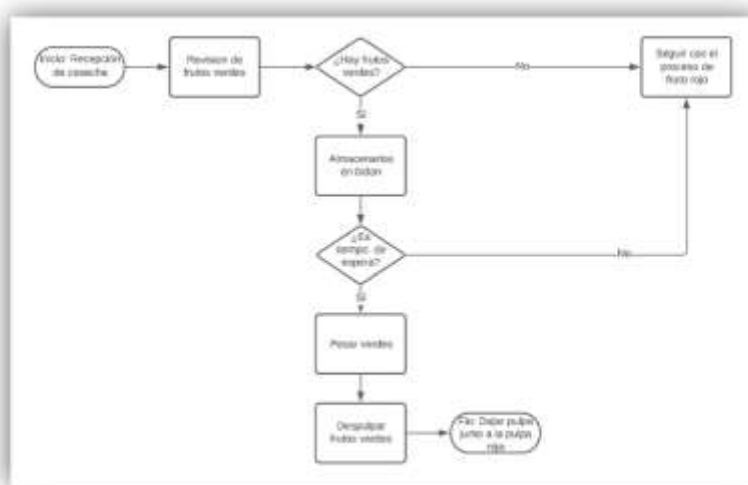 Inicio: Recepción
de cosecha
Revision de
frutos verdes
¿Hay frutos
verdes?
No
Seguir con el
proceso de
fruto rojo
Si
Almacenarlos
en bidon
¿Es
tiempo de
espera?
No
Si
Pesar verdes
Despulpar
frutos verdes
Fin: Dejar pulpa
junto a la pulpa
roja